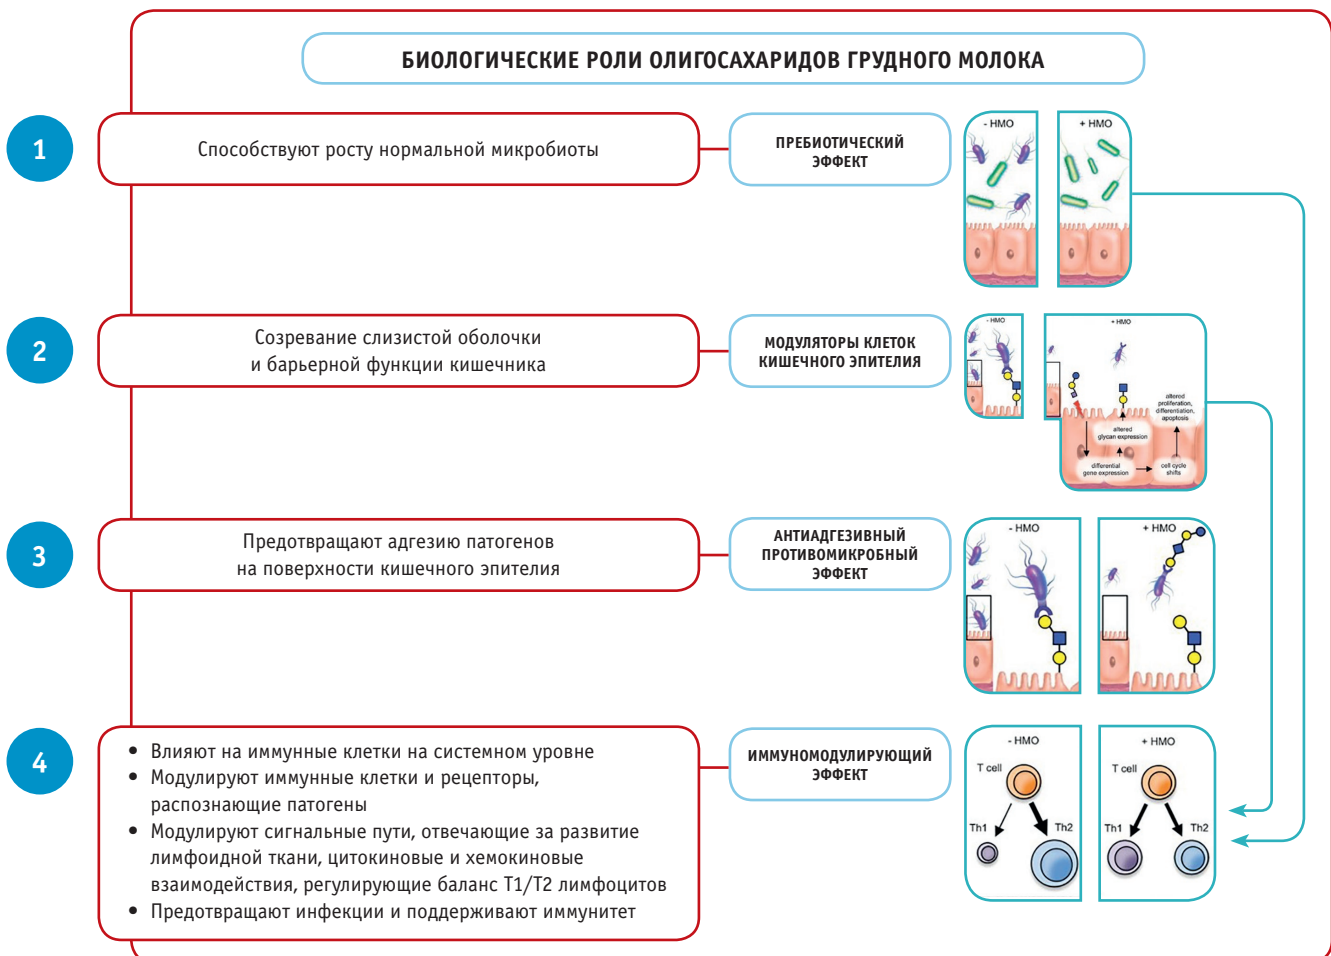 БИОЛОГИЧЕСКИЕ РОЛИ ОЛИГОСАХАРИДОВ ГРУДНОГО МОЛОКА
1
Способствуют росту нормальной микробиоты
ПРЕБИОТИЧЕСКИЙ
ЭФФЕКТ
- HMO
+ HMO
2
Созревание слизистой оболочки
и барьерной функции кишечника
МОДУЛЯТОРЫ КЛЕТОК
КИШЕЧНОГО ЭПИТЕЛИЯ
- HMO
+ HMO
altered
proliferation,
differentiation,
apoptosis
altered
glycan expression
differential
gene expression
cell cycle
shifts
3
Предотвращают адгезию патогенов
на поверхности кишечного эпителия
АНТИАДГЕЗИВНЫЙ
ПРОТИВОМИКРОБНЫЙ
ЭФФЕКТ
- HMO
+ HMO
4
• Влияют на иммунные клетки на системном уровне
• Модулируют иммунные клетки и рецепторы,
распознающие патогены
• Модулируют сигнальные пути, отвечающие за развитие
лимфоидной ткани, цитокиновые и хемокиновые
взаимодействия, регулирующие баланс Т1/Т2 лимфоцитов
• Предотвращают инфекции и поддерживают иммунитет
ИММУНОМОДУЛИРУЮЩИЙ
ЭФФЕКТ
- HMO
T cell
Th1
Th2
+ HMO
T cell
Th1
Th2